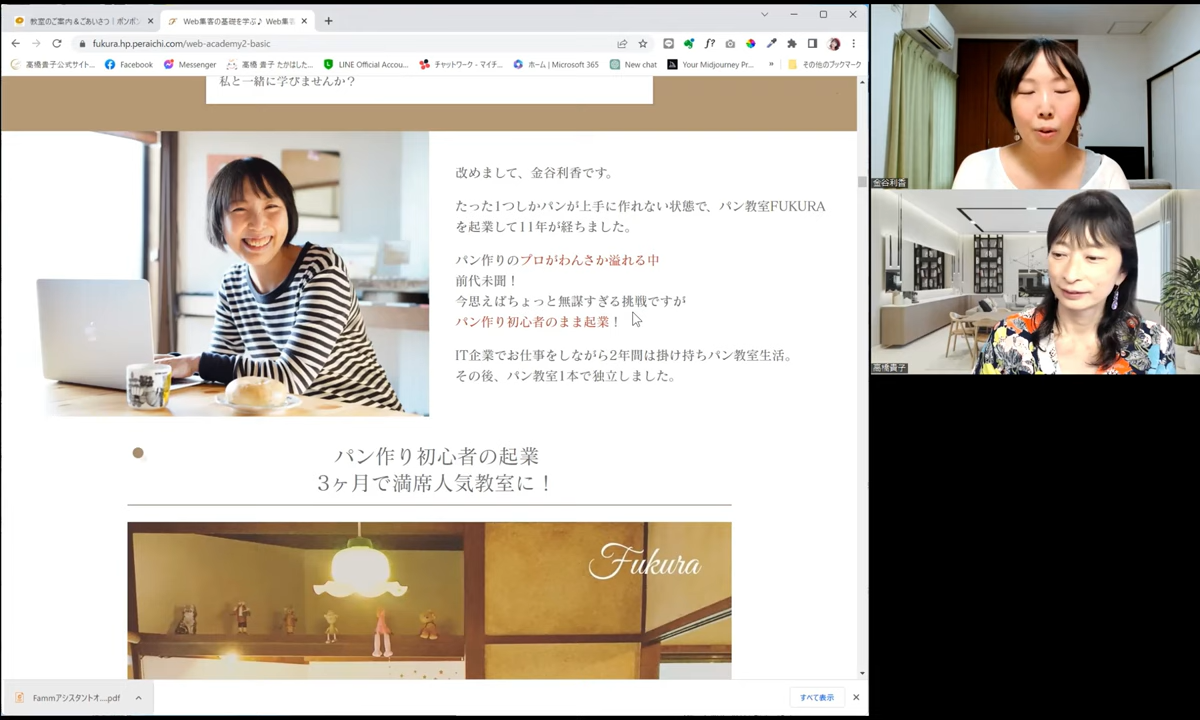 教室のご案内&ごあいさつ | ポンポン
Web集客の基礎を学ぶ♪ Web集客
fukura.hp.peraichi.com/web-academy2-basic
高橋貴子公式サイト...
Facebook
Messenger
高橋 貴子 たかはした...
LINE Official Accou...
チャットワーク - マイチ...
ホーム | Microsoft 365
New chat
Your Midjourney Pr...
»
その他のブックマーク
私と一緒に学びませんか？
改めまして、金谷利香です。
たった1つしかパンが上手に作れない状態で、パン教室FUKURA
を起業して11年が経ちました。
パン作りのプロがわんさか溢れる中
前代未聞！
今思えばちょっと無謀すぎる挑戦ですが
パン作り初心者のまま起業！
IT企業でお仕事をしながら2年間は掛け持ちパン教室生活。
その後、パン教室1本で独立しました。
パン作り初心者の起業
3ヶ月で満席人気教室に！
Fukura
Fammアシスタントオ....pdf
すべて表示
金谷利香
高橋貴子